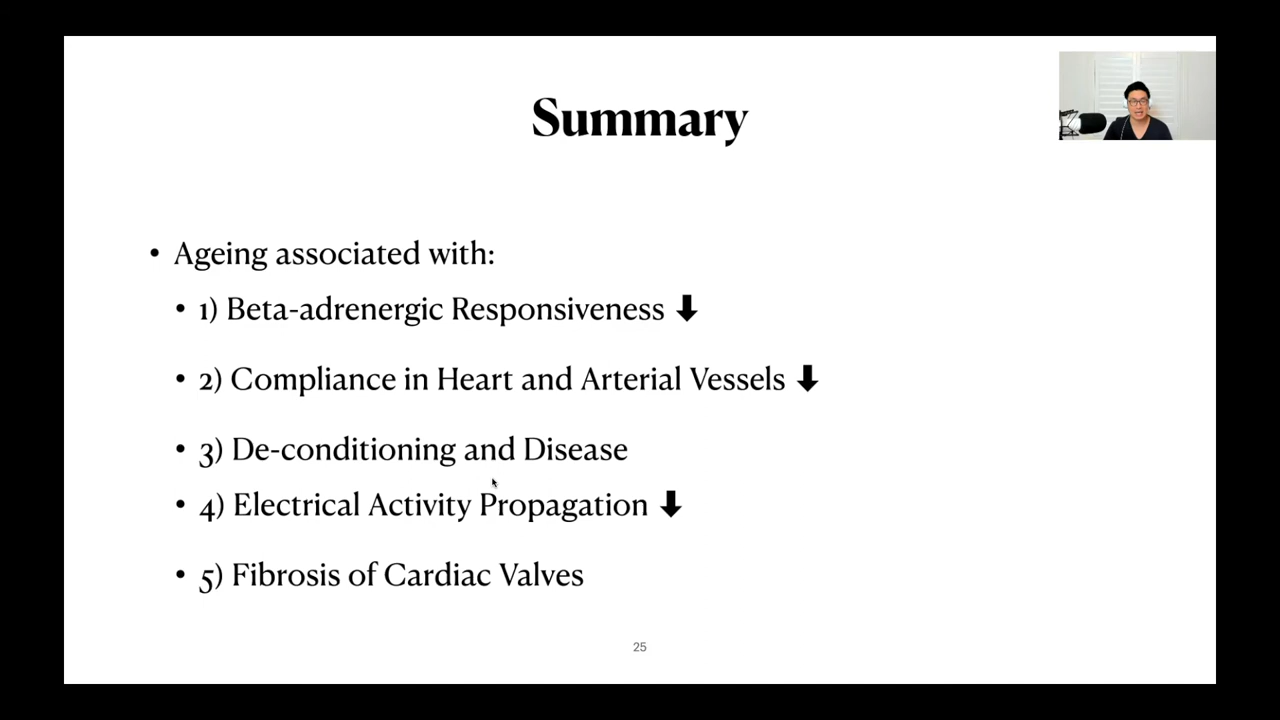 Summary
• Ageing associated with:
• 1) Beta-adrenergic Responsiveness ⬇
• 2) Compliance in Heart and Arterial Vessels ⬇
• 3) De-conditioning and Disease
• 4) Electrical Activity Propagation ⬇
• 5) Fibrosis of Cardiac Valves
25